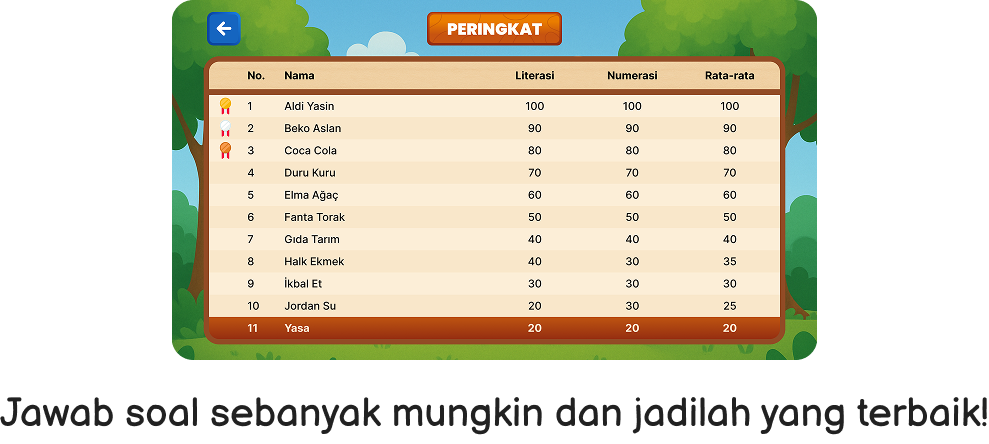 PERINGKAT
No. Nama Literasi Numerasi Rata-rata
1 Aldi Yasin 100 100 100
2 Beko Aslan 90 90 90
3 Coca Cola 80 80 80
4 Duru Kuru 70 70 70
5 Elma Ağaç 60 60 60
6 Fanta Torak 50 50 50
7 Gıda Tarım 40 40 40
8 Halk Ekmek 40 30 35
9 İkbal Et 30 30 30
10 Jordan Su 20 30 25
11 Yasa 20 20 20
Jawab soal sebanyak mungkin dan jadilah yang terbaik!